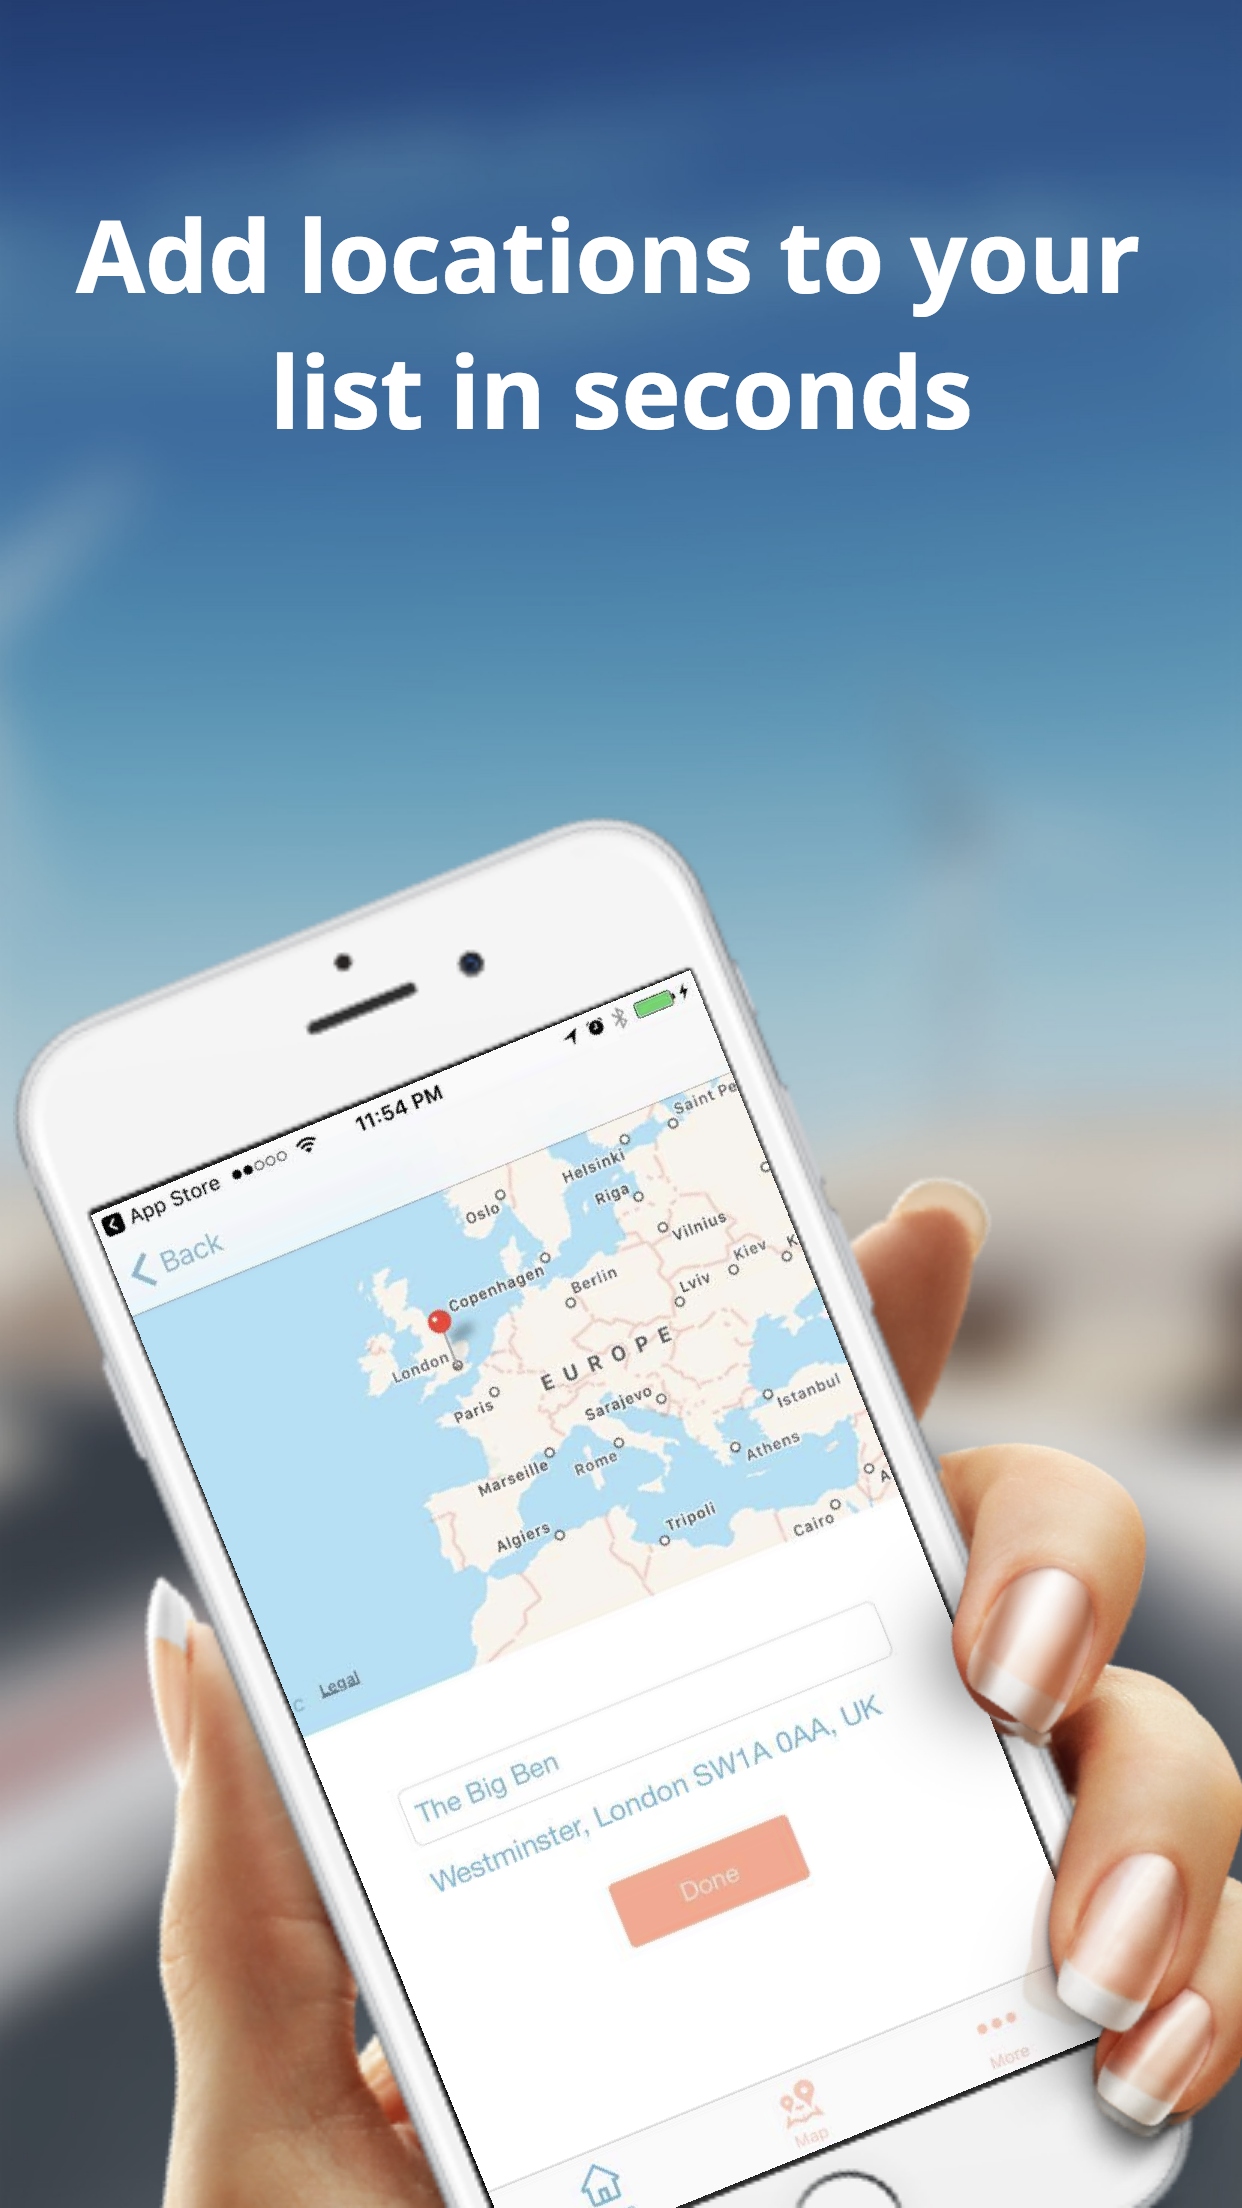 Add locations to your
list in seconds
App Store
11:54 PM
Back
Saint Pe
Helsinki
Oslo
Riga
Vilnius
Copenhagen
Berlin
Kiev
K
Lviv
London
EUROPE
Paris
Sarajevo
Istanbul
Marseille
Rome
Athens
A
Algiers
Tripoli
Cairo
Legal
The Big Ben
Westminster, London SW1A 0AA, UK
Done
More
Map